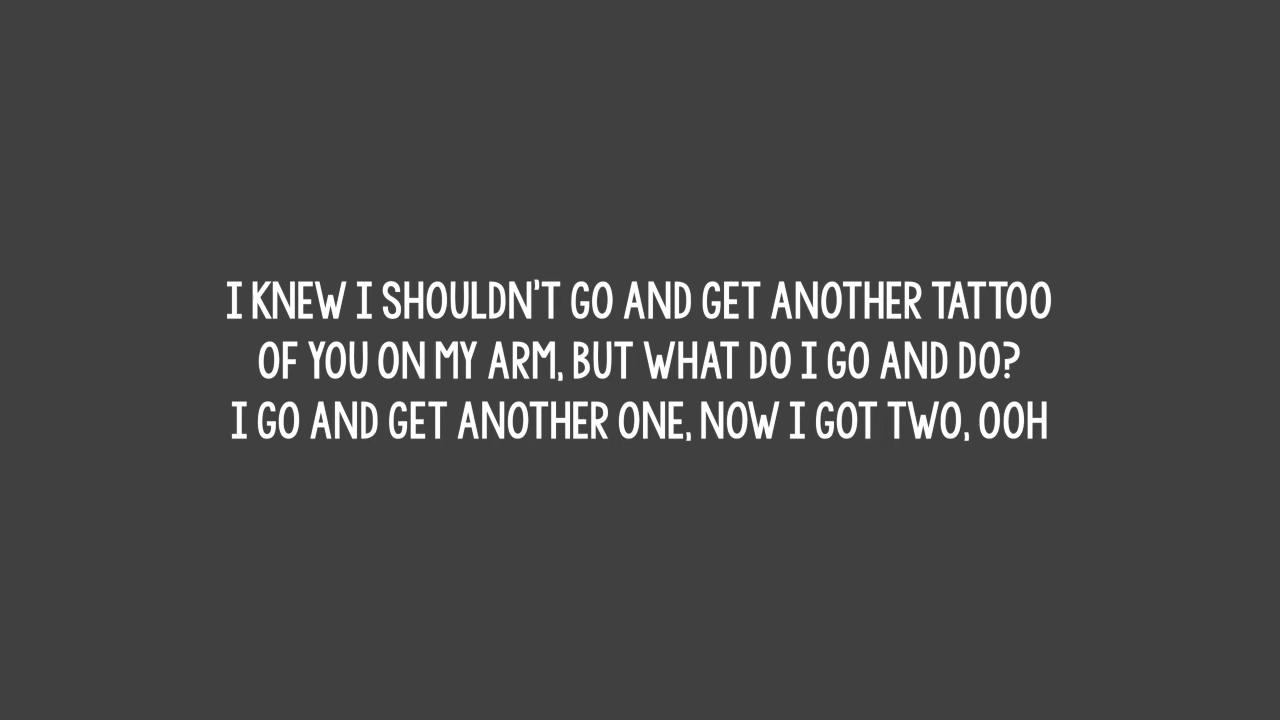 I KNEW I SHOULDN'T GO AND GET ANOTHER TATTOO
OF YOU ON MY ARM, BUT WHAT DO I GO AND DO?
I GO AND GET ANOTHER ONE, NOW I GOT TWO, OOH